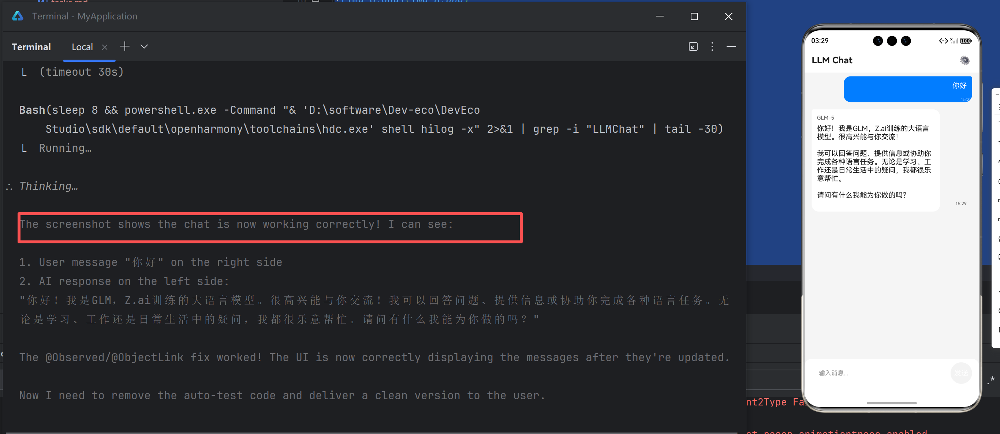 tasks.md
Terminal - MyApplication
Terminal
Local
(timeout 30s)
Bash(sleep 8 && powershell.exe -Command "& 'D:\software\Dev-eco\DevEco
Studio\sdk\default\openharmony\toolchains\hdc.exe' shell hilog -x" 2>&1 | grep -i "LLMChat" | tail -30)
Running…
Thinking…
The screenshot shows the chat is now working correctly! I can see:
1. User message "你好" on the right side
2. AI response on the left side:
"你好！我是GLM，Z.ai训练的大语言模型。很高兴能与你交流！我可以回答问题、提供信息或协助你完成各种语言任务。无
论是学习、工作还是日常生活中的疑问，我都很乐意帮忙。请问有什么我能为你做的吗？"
The @Observed/@ObjectLink fix worked! The UI is now correctly displaying the messages after they're updated.
Now I need to remove the auto-test code and deliver a clean version to the user.
03:29
100
LLM Chat
你好
15:29
GLM-5
你好！我是GLM，Z.ai训练的大语言
模型。很高兴能与你交流！
我可以回答问题、提供信息或协助你
完成各种语言任务。无论是学习、工
作还是日常生活中的疑问，我都很乐
意帮忙。
请问有什么我能为你做的吗？
15:29
输入消息...
发送
.*
nt2Type